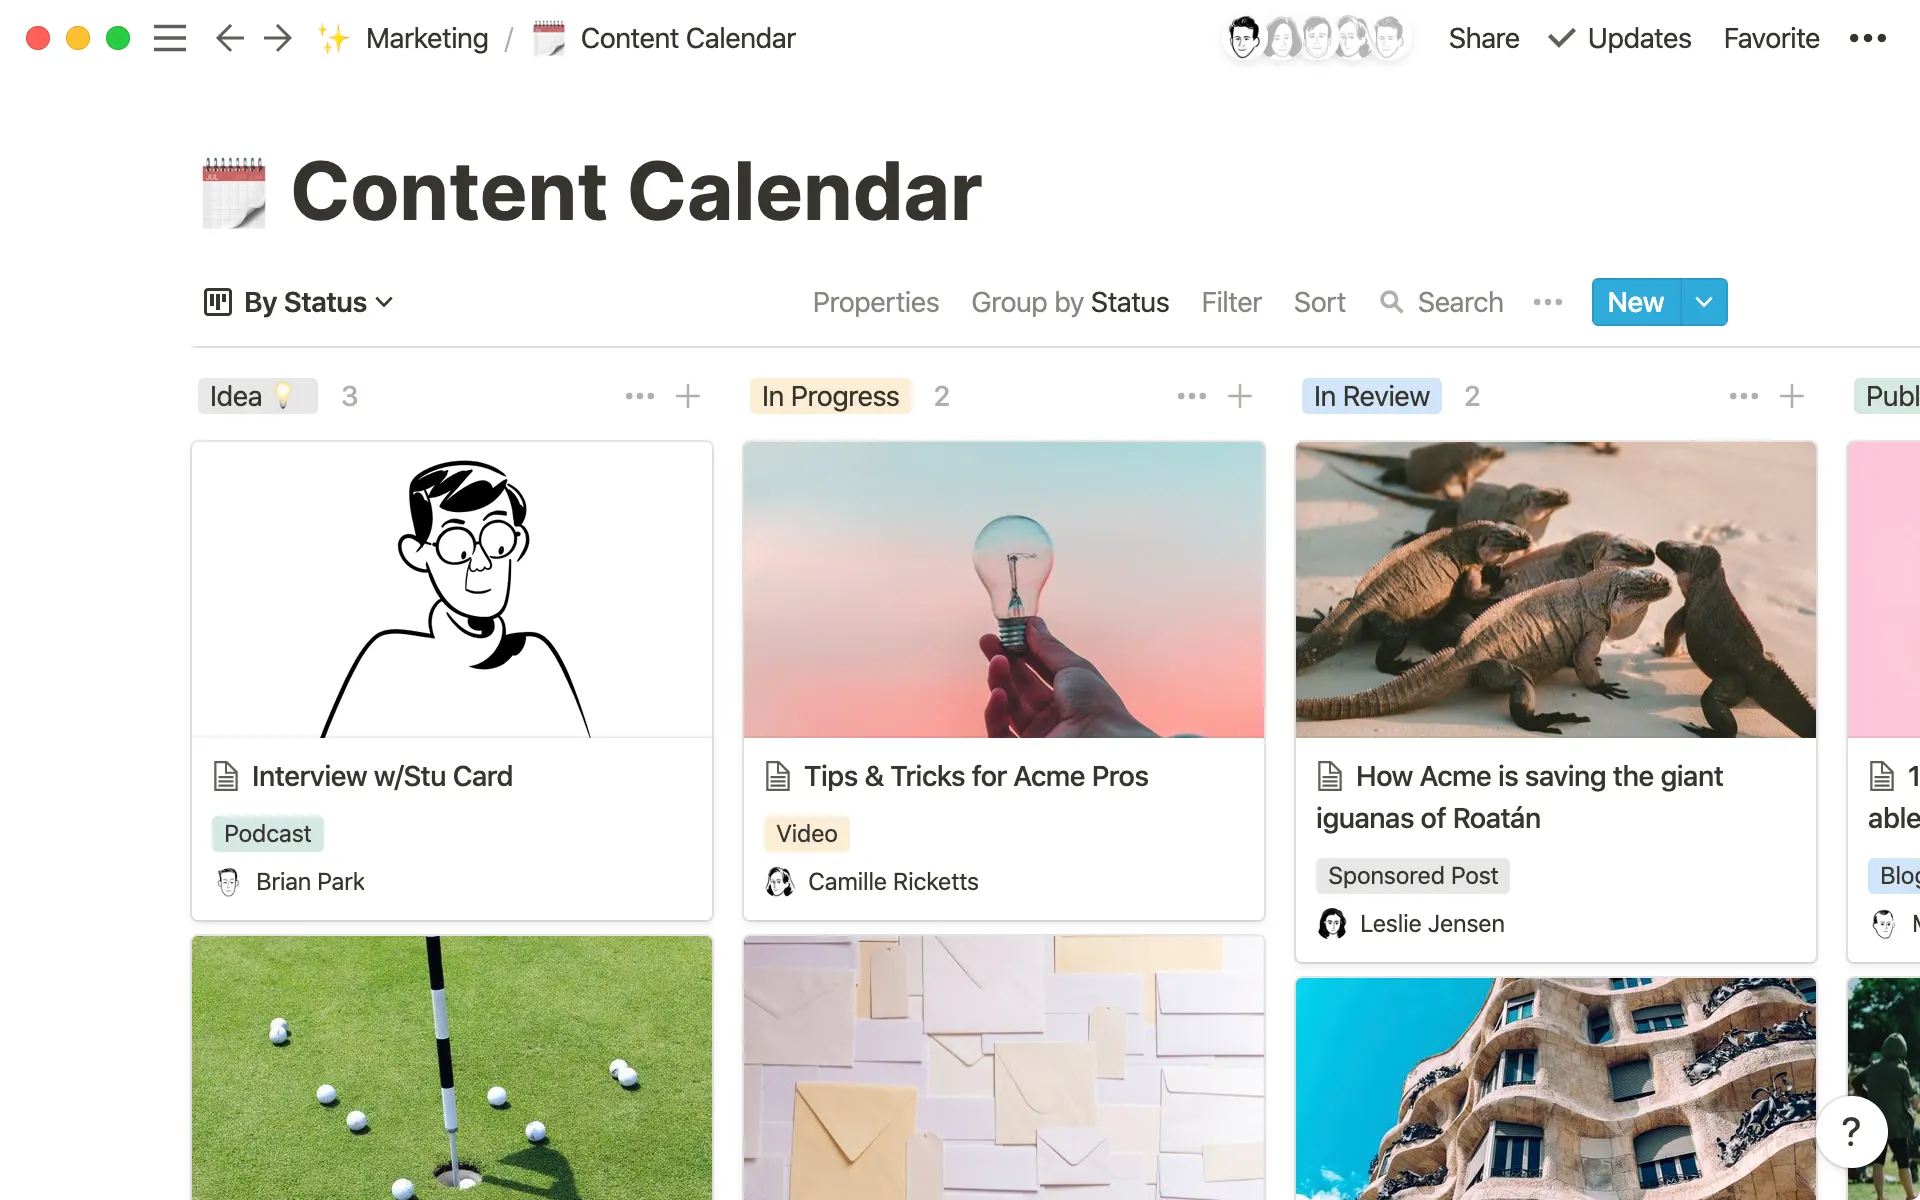 Marketing / Content Calendar
Share Updates Favorite
Content Calendar
By Status
Properties Group by Status Filter Sort Search New
Idea 3
In Progress 2
In Review 2
Interview w/Stu Card
Podcast
Brian Park
Tips & Tricks for Acme Pros
Video
Camille Ricketts
How Acme is saving the giant
iguanas of Roatán
Sponsored Post
Leslie Jensen
Publ
1
able
Blog
?